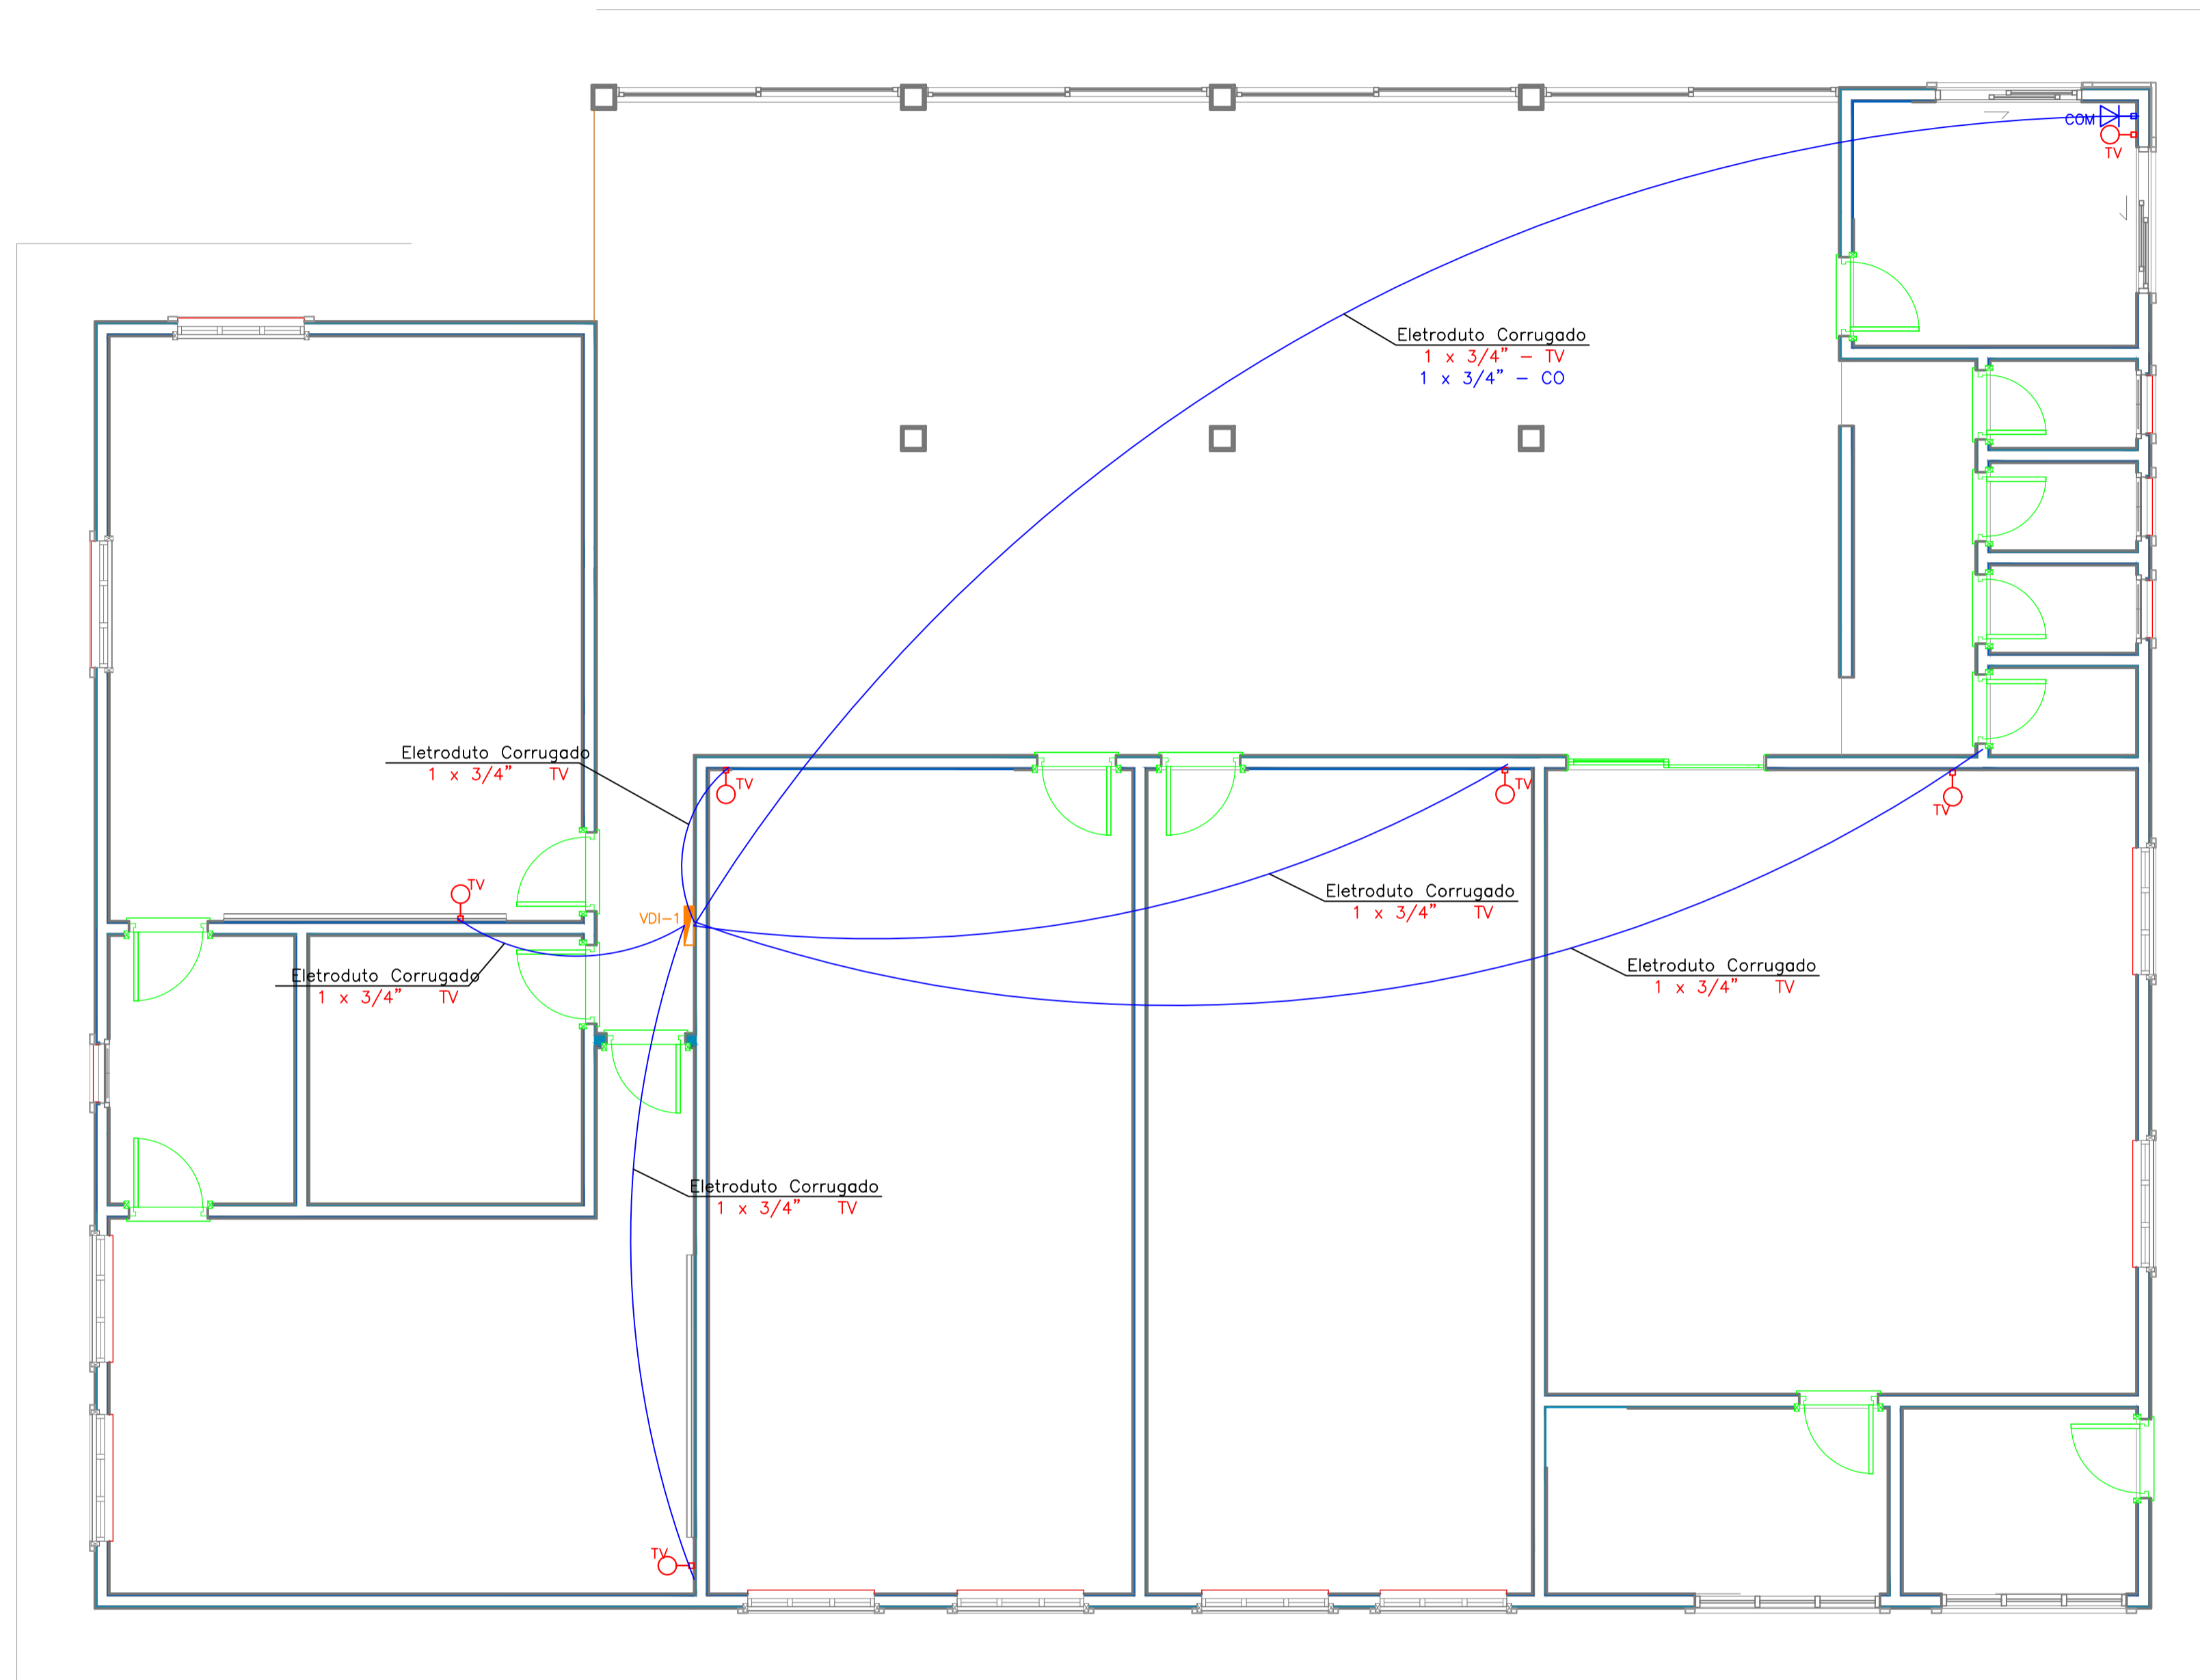 COM
TV
Eletroduto Corrugado
1 x 3/4" – TV
1 x 3/4" – CO
Eletroduto Corrugado
1 x 3/4" TV
TV
TV
TV
TV
Eletroduto Corrugado
1 x 3/4" TV
VDI-1
Eletroduto Corrugado
1 x 3/4" TV
Eletroduto Corrugado
1 x 3/4" TV
Eletroduto Corrugado
1 x 3/4" TV
TV